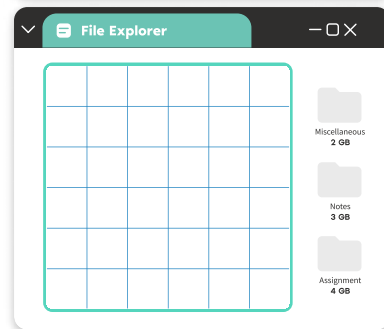 File Explorer
Miscellaneous
2 GB
Notes
3 GB
Assignment
4 GB